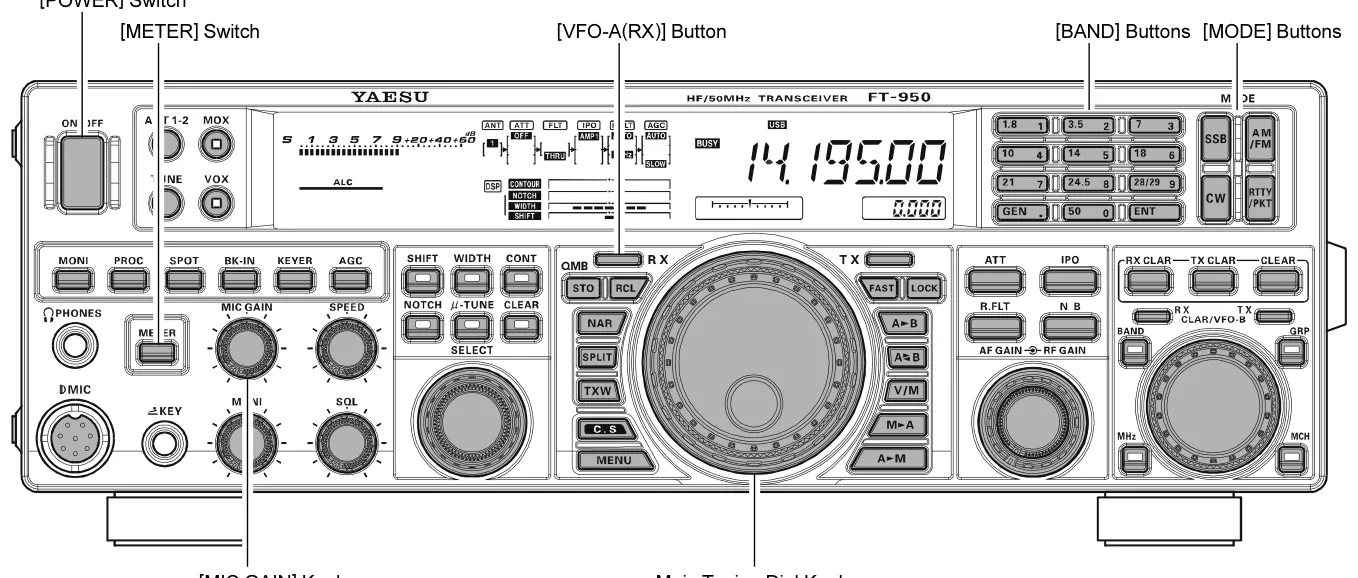 [POWER] Switch
[METER] Switch
[VFO-A(RX)] Button
[BAND] Buttons
[MODE] Buttons
YAESU
HF/50MHz TRANSCEIVER FT-950
MODE
ON OFF
ANT 1-2
MOX
TUNE
VOX
S 1 3 5 7 9+20+40+60 dB
ALC
ANT ATT FLT IPO R.FLT AGC
1 OFF THRU AMP1 AUTO SLOW
DSP
CONTOUR
NOTCH
WIDTH
SHIFT
USB
BUSY
14.195.00
0.000
1.8 1
3.5 2
7 3
10 4
14 5
18 6
21 7
24.5 8
28/29 9
GEN .
50 0
ENT
SSB
AM
/FM
CW
RTTY
/PKT
MONI PROC SPOT BK-IN KEYER AGC
PHONES
METER
MIC GAIN
SPEED
MIC
KEY
MONI
SQL
SHIFT WIDTH CONT
NOTCH μ-TUNE CLEAR
SELECT
QMB
RX
STO RCL
NAR
SPLIT
TXW
C.S
MENU
TX
FAST LOCK
A►B
A⇆B
V/M
M►A
A►M
ATT IPO
R.FLT NB
AF GAIN RF GAIN
RX CLAR TX CLAR CLEAR
RX TX
CLAR/VFO-B
BAND
GRP
MHz
MCH
[MIC GAIN] Knob
Main Tuning Dial Knob